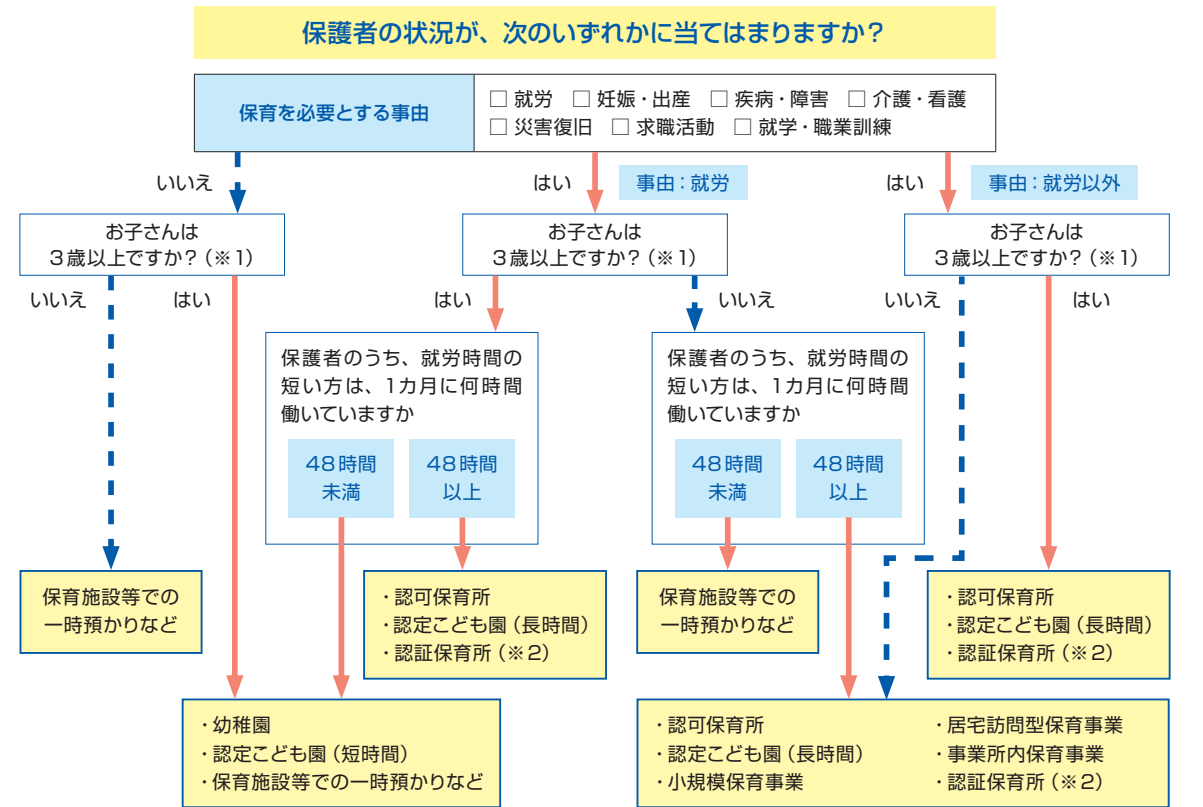 保護者の状況が、次のいずれかに当てはまりますか？
保育を必要とする事由
□ 就労 □ 妊娠・出産 □ 疾病・障害 □ 介護・看護
□ 災害復旧 □ 求職活動 □ 就学・職業訓練
いいえ
はい
事由：就労
はい
事由：就労以外
お子さんは
3歳以上ですか？（※1）
お子さんは
3歳以上ですか？（※1）
お子さんは
3歳以上ですか？（※1）
いいえ
はい
はい
いいえ
いいえ
はい
保護者のうち、就労時間の
短い方は、1カ月に何時間
働いていますか
48時間
未満
48時間
以上
保護者のうち、就労時間の
短い方は、1カ月に何時間
働いていますか
48時間
未満
48時間
以上
保育施設等での
一時預かりなど
・認可保育所
・認定こども園（長時間）
・認証保育所（※2）
保育施設等での
一時預かりなど
・認可保育所
・認定こども園（長時間）
・認証保育所（※2）
・幼稚園
・認定こども園（短時間）
・保育施設等での一時預かりなど
・認可保育所
・認定こども園（長時間）
・小規模保育事業
・居宅訪問型保育事業
・事業所内保育事業
・認証保育所（※2）